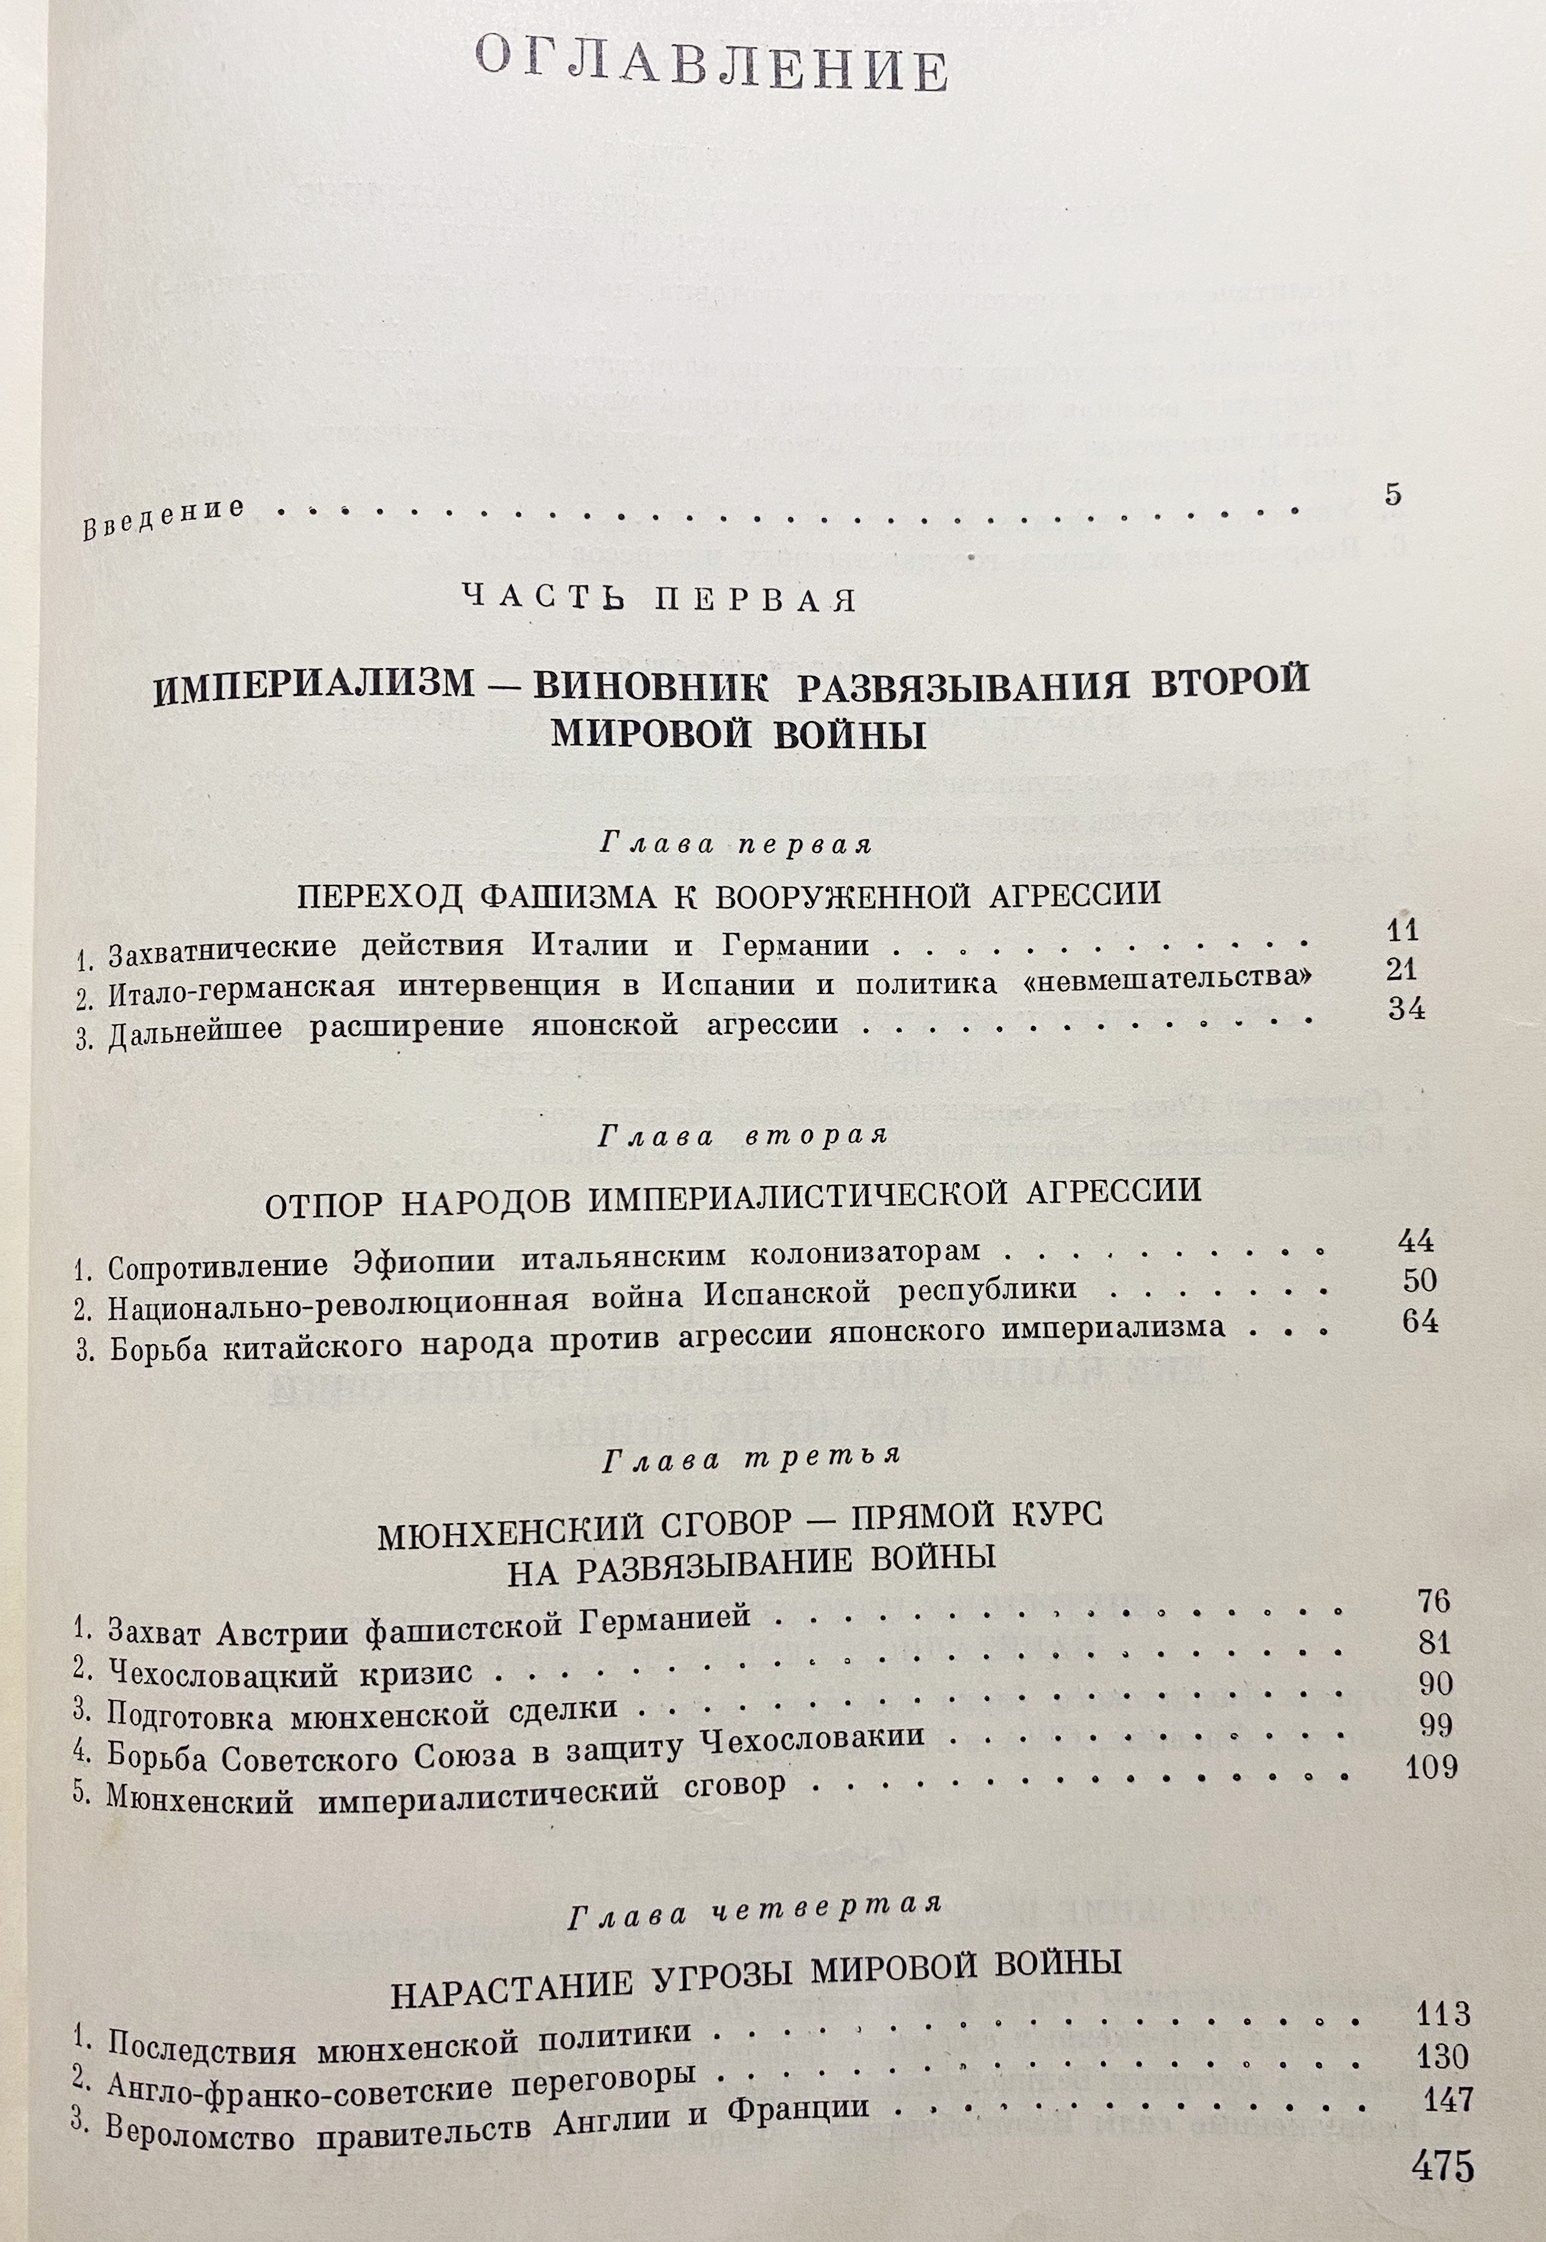 ОГЛАВЛЕНИЕ
Введение . . . . . . . . . . . . . . . . . . . . . . . . . . . . . . . 5
ЧАСТЬ ПЕРВАЯ
ИМПЕРИАЛИЗМ — ВИНОВНИК РАЗВЯЗЫВАНИЯ ВТОРОЙ
МИРОВОЙ ВОЙНЫ
Глава первая
ПЕРЕХОД ФАШИЗМА К ВООРУЖЕННОЙ АГРЕССИИ
1. Захватнические действия Италии и Германии . . . . . . . . . . . . . 11
2. Итало-германская интервенция в Испании и политика «невмешательства» 21
3. Дальнейшее расширение японской агрессии . . . . . . . . . . . . . . 34
Глава вторая
ОТПОР НАРОДОВ ИМПЕРИАЛИСТИЧЕСКОЙ АГРЕССИИ
1. Сопротивление Эфиопии итальянским колонизаторам . . . . . . . . . . 44
2. Национально-революционная война Испанской республики . . . . . . . 50
3. Борьба китайского народа против агрессии японского империализма . . . 64
Глава третья
МЮНХЕНСКИЙ СГОВОР — ПРЯМОЙ КУРС
НА РАЗВЯЗЫВАНИЕ ВОЙНЫ
1. Захват Австрии фашистской Германией . . . . . . . . . . . . . . . . . 76
2. Чехословацкий кризис . . . . . . . . . . . . . . . . . . . . . . . . . 81
3. Подготовка мюнхенской сделки . . . . . . . . . . . . . . . . . . . . . 90
4. Борьба Советского Союза в защиту Чехословакии . . . . . . . . . . . . 99
5. Мюнхенский империалистический сговор . . . . . . . . . . . . . . . . 109
Глава четвертая
НАРАСТАНИЕ УГРОЗЫ МИРОВОЙ ВОЙНЫ
1. Последствия мюнхенской политики . . . . . . . . . . . . . . . . . . . 113
2. Англо-франко-советские переговоры . . . . . . . . . . . . . . . . . . . 130
3. Вероломство правительств Англии и Франции . . . . . . . . . . . . . . 147
475